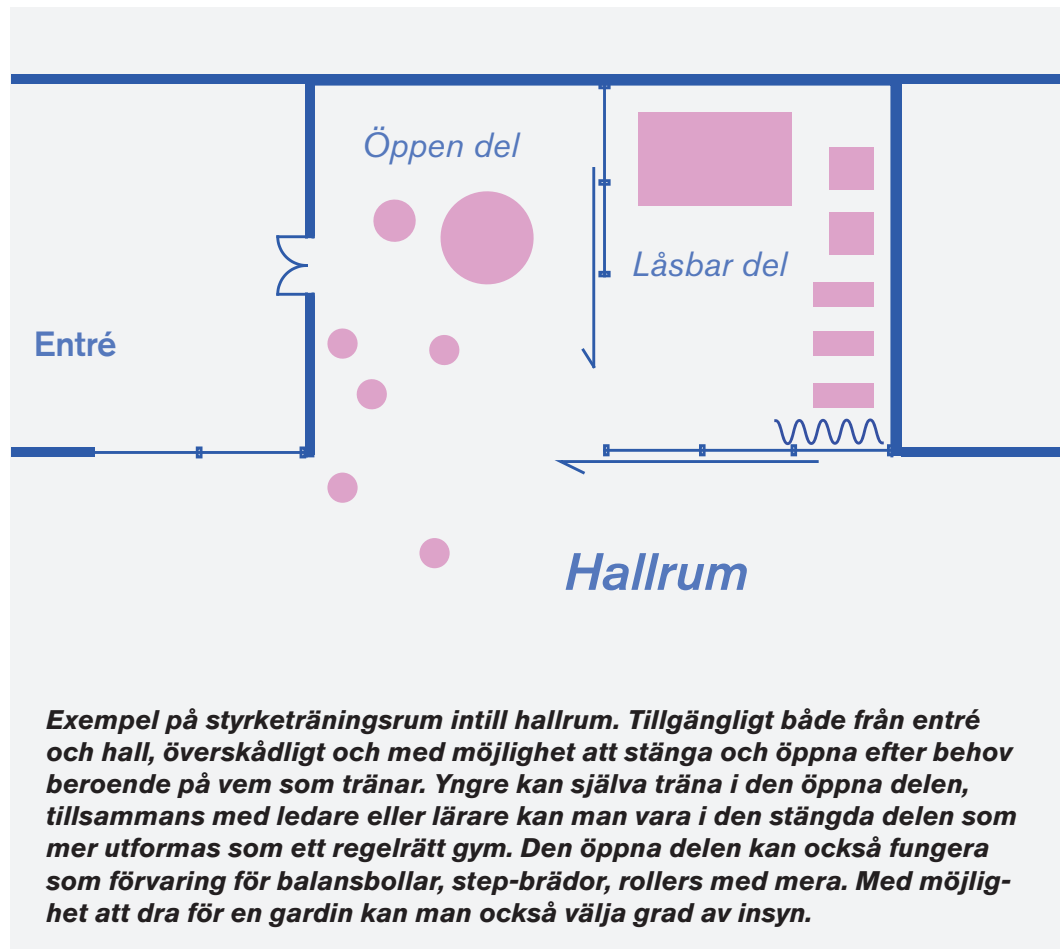 Öppen del
Låsbar del
Entré
Hallrum
Exempel på styrketräningsrum intill hallrum. Tillgängligt både från entré
och hall, överskådligt och med möjlighet att stänga och öppna efter behov
beroende på vem som tränar. Yngre kan själva träna i den öppna delen,
tillsammans med ledare eller lärare kan man vara i den stängda delen som
mer utformas som ett regelrätt gym. Den öppna delen kan också fungera
som förvaring för balansbollar, step-brädor, rollers med mera. Med möjlig-
het att dra för en gardin kan man också välja grad av insyn.